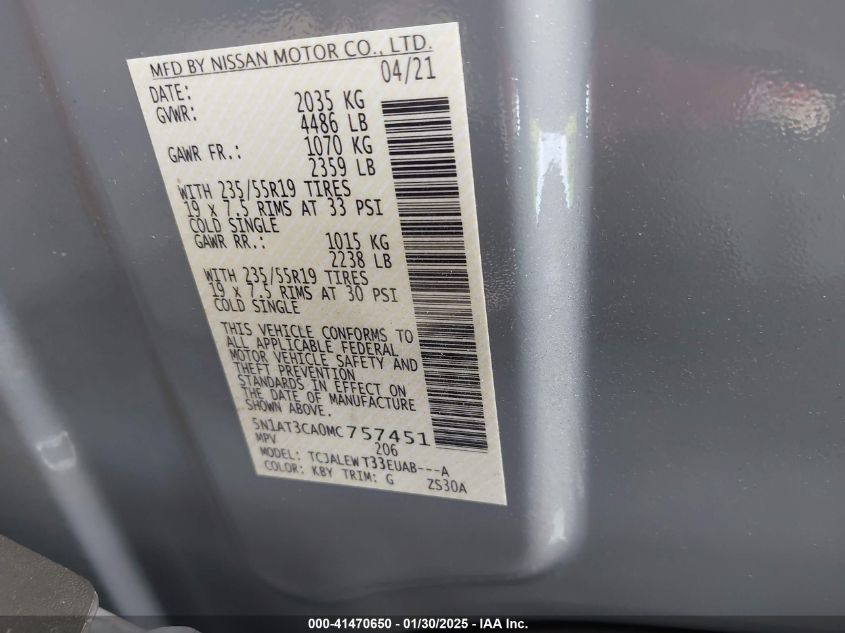 MFD BY NISSAN MOTOR CO., LTD.
DATE: 04/21
GVWR: 2035 KG
4486 LB
GAWR FR.: 1070 KG
2359 LB
WITH 235/55R19 TIRES
19 x 7.5 RIMS AT 33 PSI
COLD SINGLE
GAWR RR.: 1015 KG
2238 LB
WITH 235/55R19 TIRES
19 x 7.5 RIMS AT 30 PSI
COLD SINGLE
THIS VEHICLE CONFORMS TO
ALL APPLICABLE FEDERAL
MOTOR VEHICLE SAFETY AND
THEFT PREVENTION
STANDARDS IN EFFECT ON
THE DATE OF MANUFACTURE
SHOWN ABOVE.
5N1AT3CA0MC757451
MPV 206
MODEL: TCJALEWT33EUAB---A
COLOR: KBY TRIM: G ZS30A
000-41470650 - 01/30/2025 - IAA Inc.